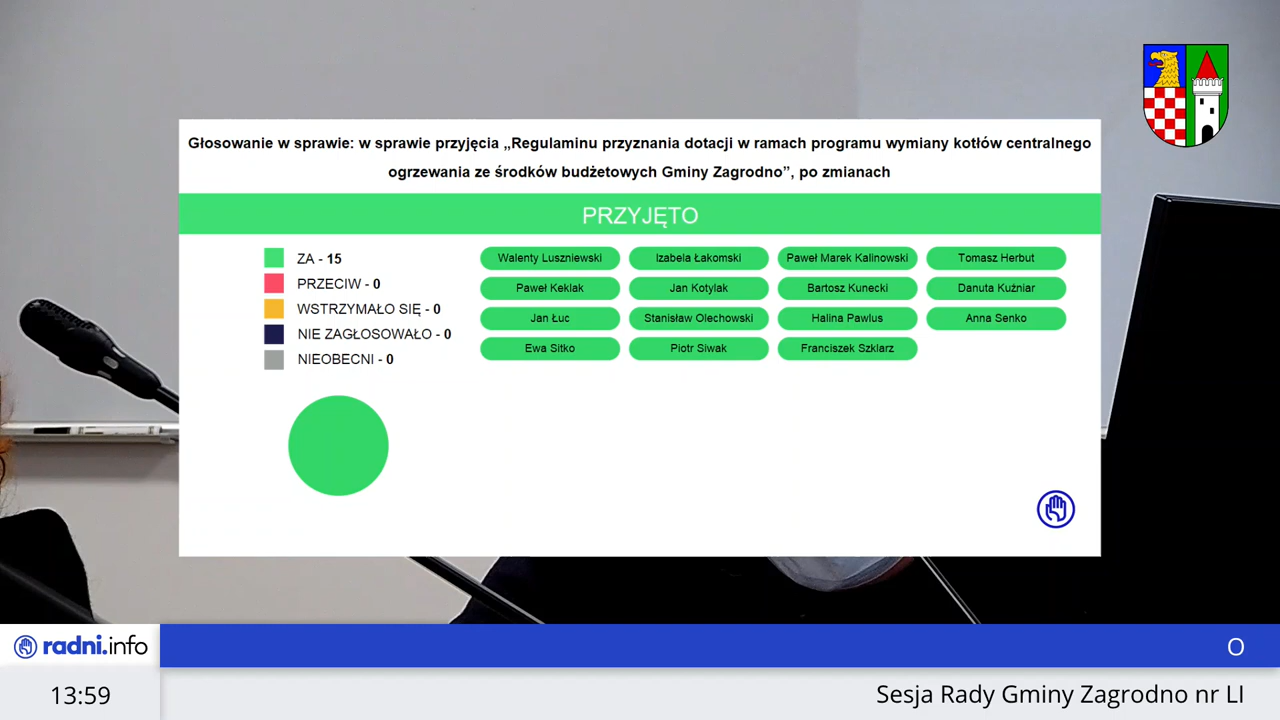 Głosowanie w sprawie: w sprawie przyjęcia „Regulaminu przyznania dotacji w ramach programu wymiany kotłów centralnego
ogrzewania ze środków budżetowych Gminy Zagrodno”, po zmianach
PRZYJĘTO
ZA - 15
PRZECIW - 0
WSTRZYMAŁO SIĘ - 0
NIE ZAGŁOSOWAŁO - 0
NIEOBECNI - 0
Walenty Luszniewski Izabela Łakomski Paweł Marek Kalinowski Tomasz Herbut
Paweł Keklak Jan Kotylak Bartosz Kunecki Danuta Kuźniar
Jan Łuc Stanisław Olechowski Halina Pawlus Anna Senko
Ewa Sitko Piotr Siwak Franciszek Szklarz
radni.info
O
13:59
Sesja Rady Gminy Zagrodno nr LI